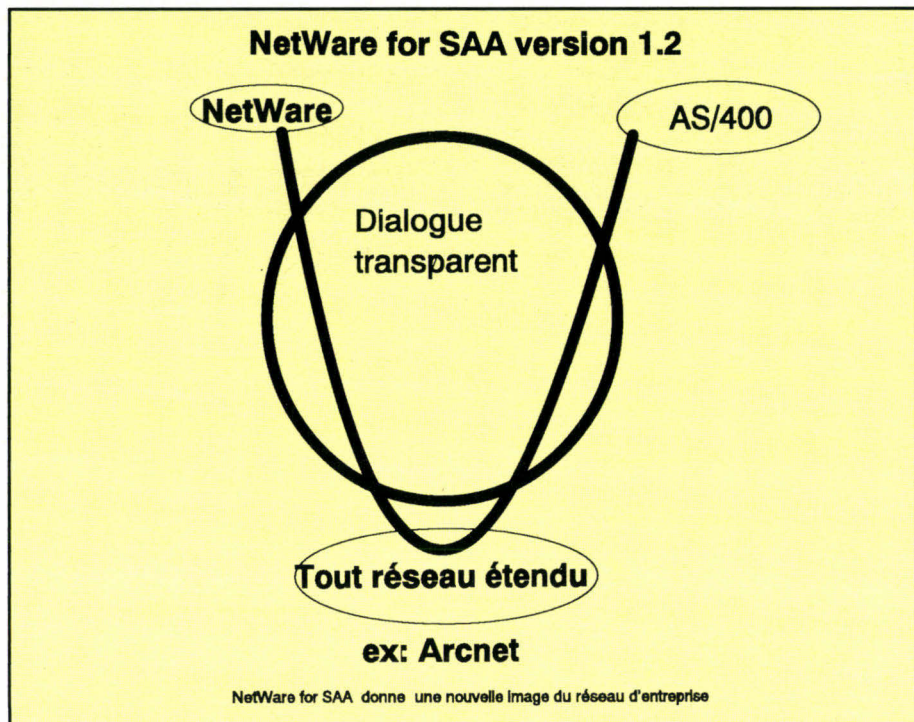 NetWare for SAA version 1.2
NetWare
AS/400
Dialogue
transparent
Tout réseau étendu
ex: Arcnet
NetWare for SAA donne une nouvelle image du réseau d'entreprise